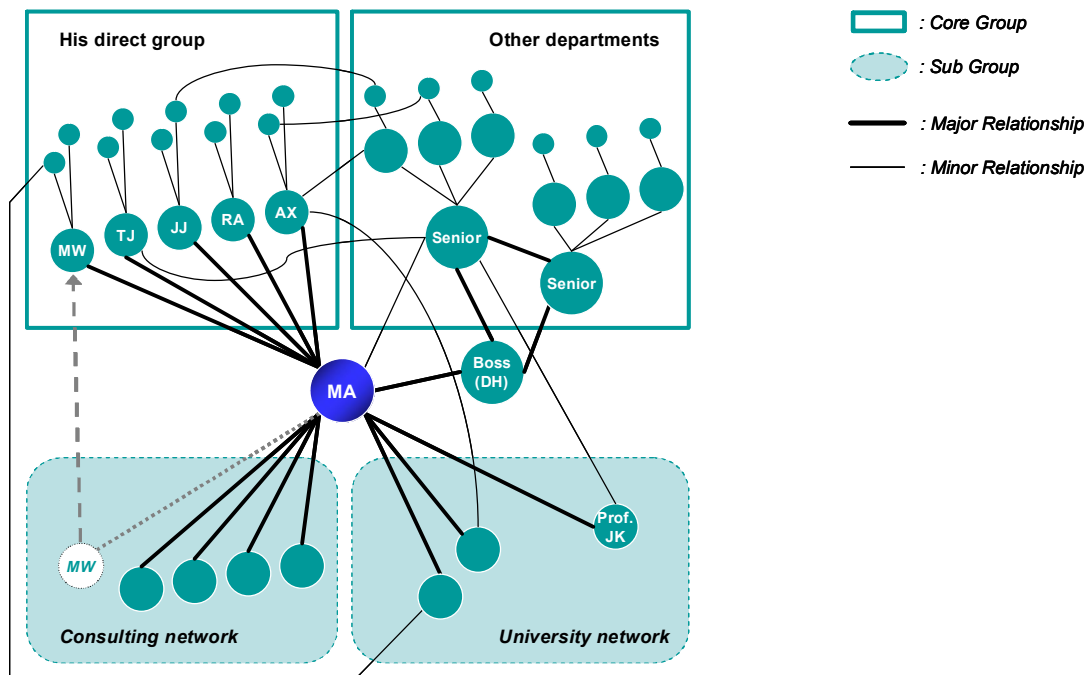 His direct group
Other departments
: Core Group
: Sub Group
: Major Relationship
: Minor Relationship
MW
TJ
JJ
RA
AX
Senior
Senior
Boss
(DH)
MA
MW
Prof.
JK
Consulting network
University network